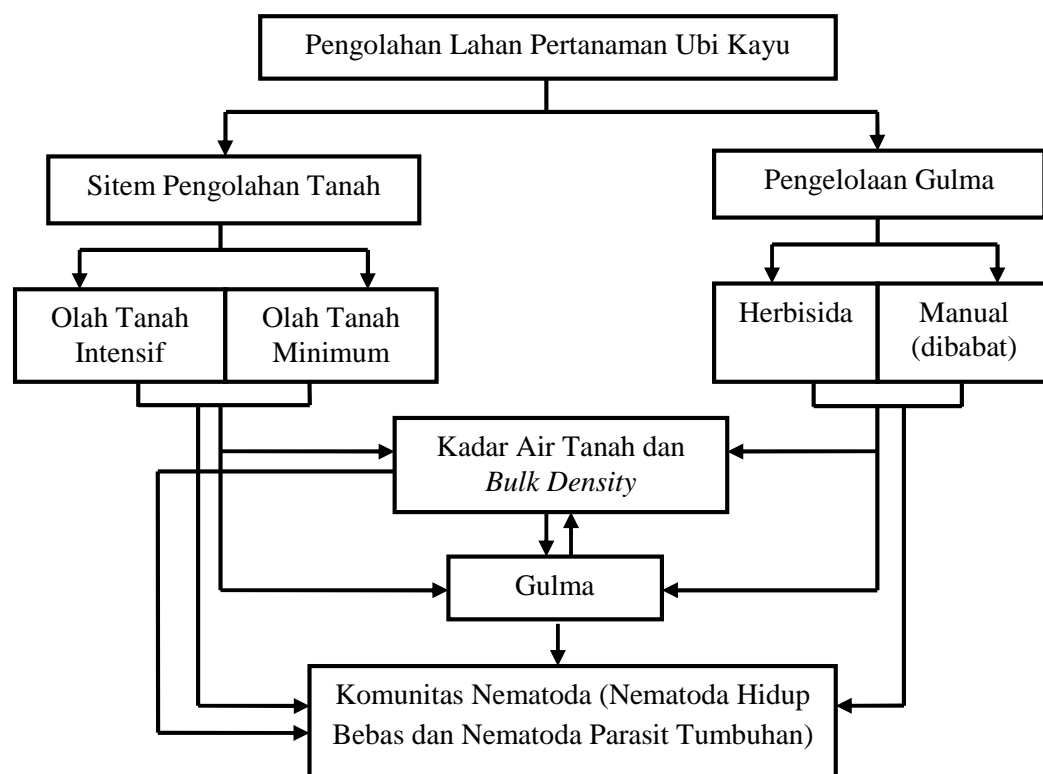 Pengolahan Lahan Pertanaman Ubi Kayu
Sitem Pengolahan Tanah
Pengelolaan Gulma
Olah Tanah
Intensif
Olah Tanah
Minimum
Herbisida
Manual
(dibabat)
Kadar Air Tanah dan
Bulk Density
Gulma
Komunitas Nematoda (Nematoda Hidup
Bebas dan Nematoda Parasit Tumbuhan)